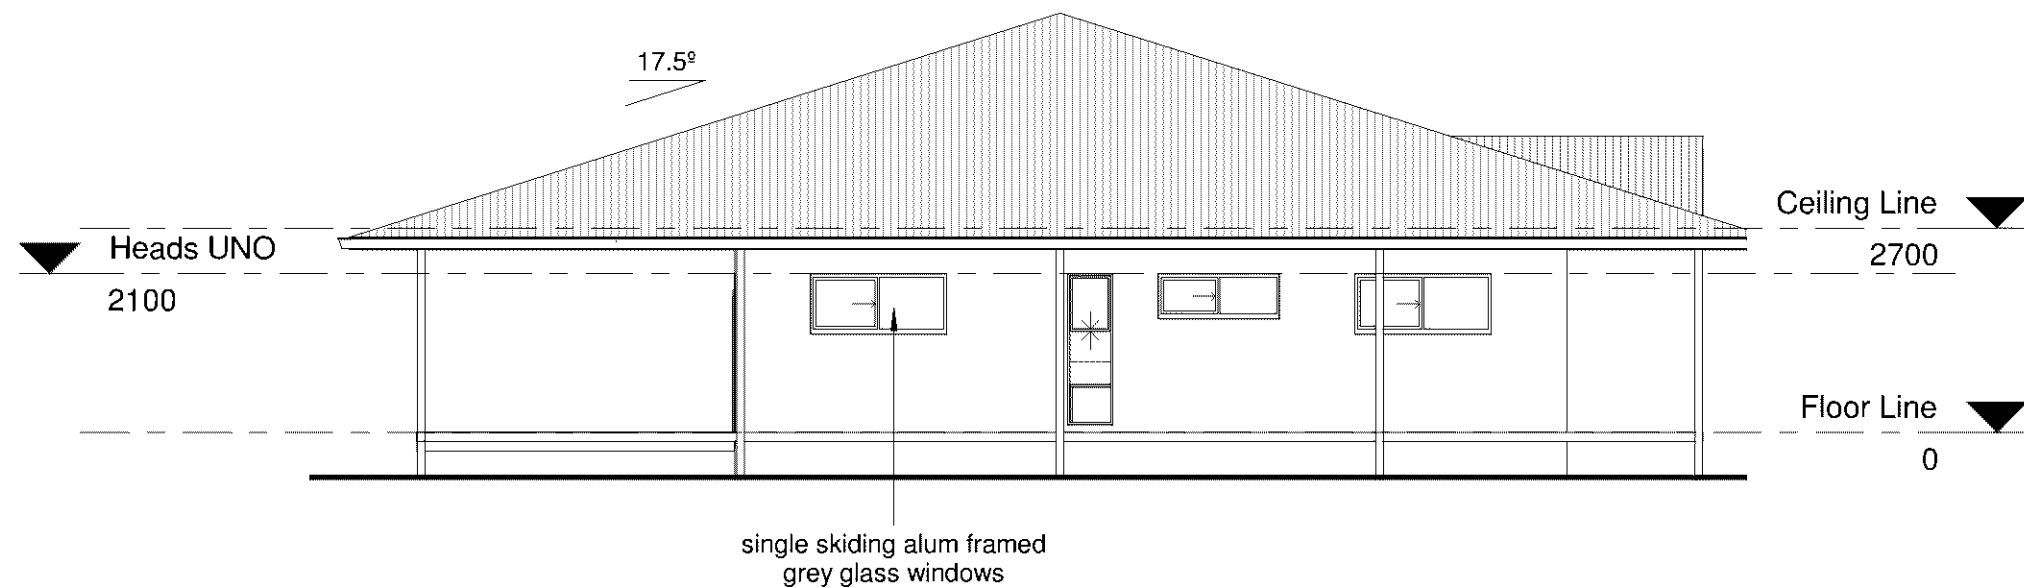 17.5º
Ceiling Line
2700
Heads UNO
2100
Floor Line
0
single skiding alum framed
grey glass windows